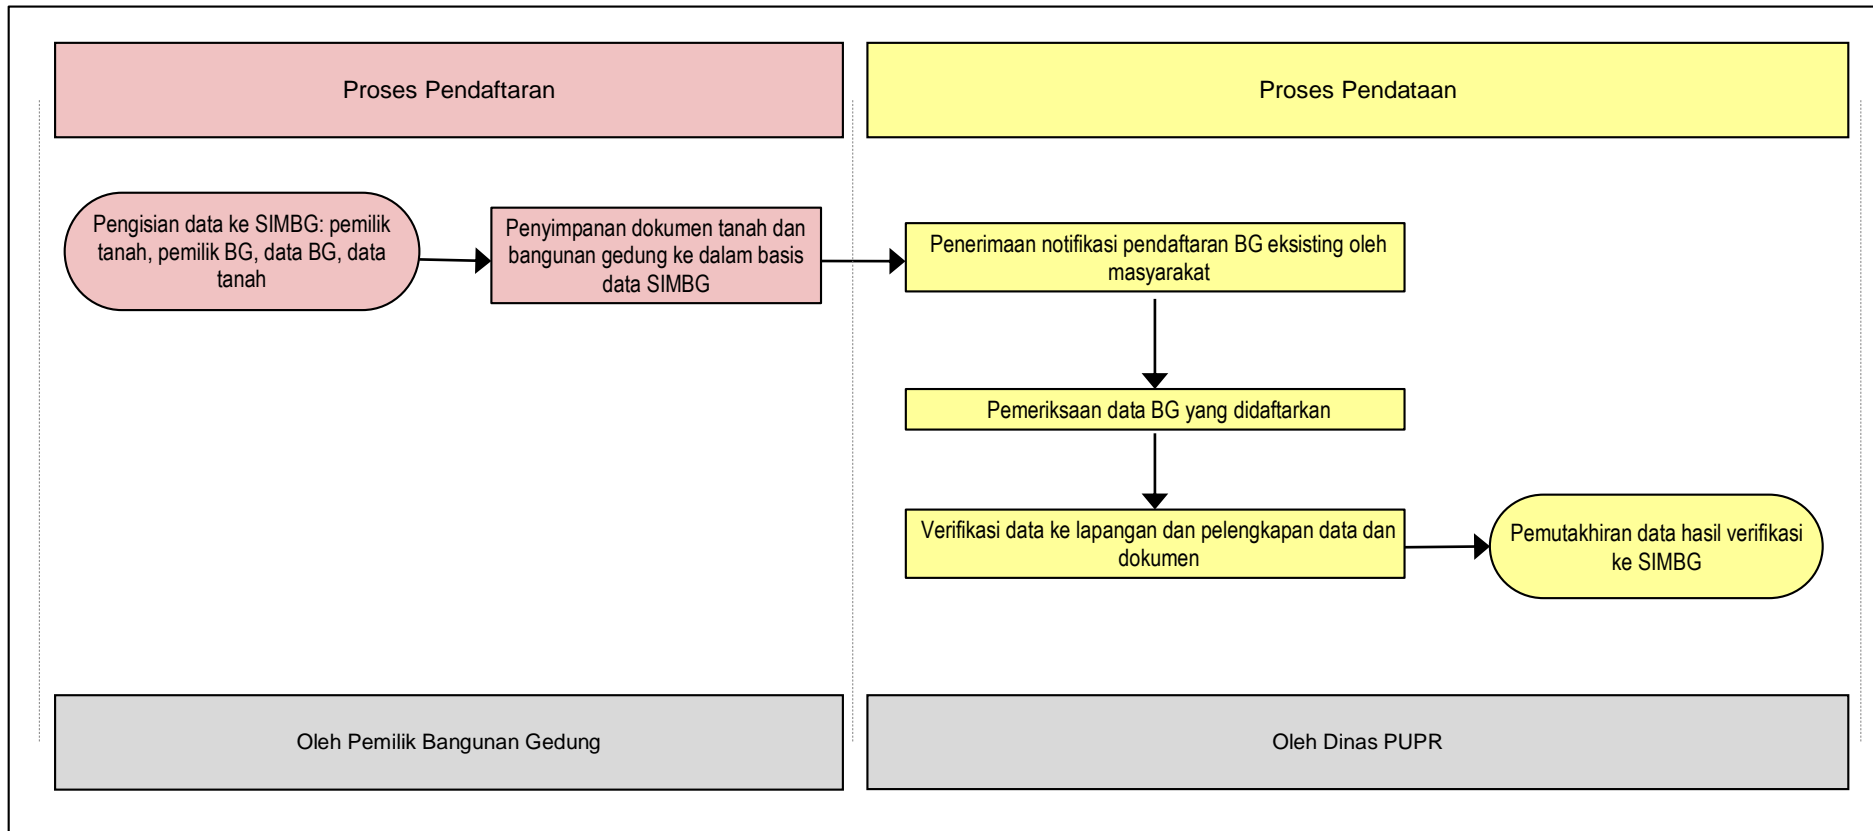 Proses Pendaftaran
Proses Pendataan
Pengisian data ke SIMBG: pemilik
tanah, pemilik BG, data BG, data
tanah
Penyimpanan dokumen tanah dan
bangunan gedung ke dalam basis
data SIMBG
Penerimaan notifikasi pendaftaran BG eksisting oleh
masyarakat
Pemeriksaan data BG yang didaftarkan
Verifikasi data ke lapangan dan pelengkapan data dan
dokumen
Pemutakhiran data hasil verifikasi
ke SIMBG
Oleh Pemilik Bangunan Gedung
Oleh Dinas PUPR